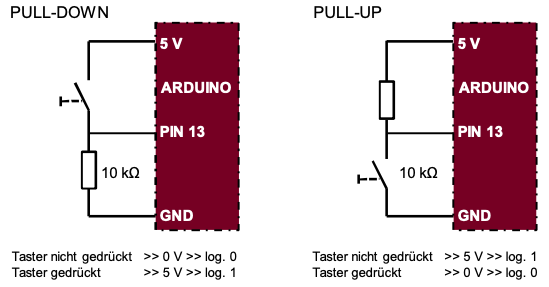 PULL-DOWN
5 V
ARDUINO
PIN 13
10 kΩ
GND
Taster nicht gedrückt >> 0 V >> log. 0
Taster gedrückt >> 5 V >> log. 1
PULL-UP
5 V
ARDUINO
PIN 13
10 kΩ
GND
Taster nicht gedrückt >> 5 V >> log. 1
Taster gedrückt >> 0 V >> log. 0